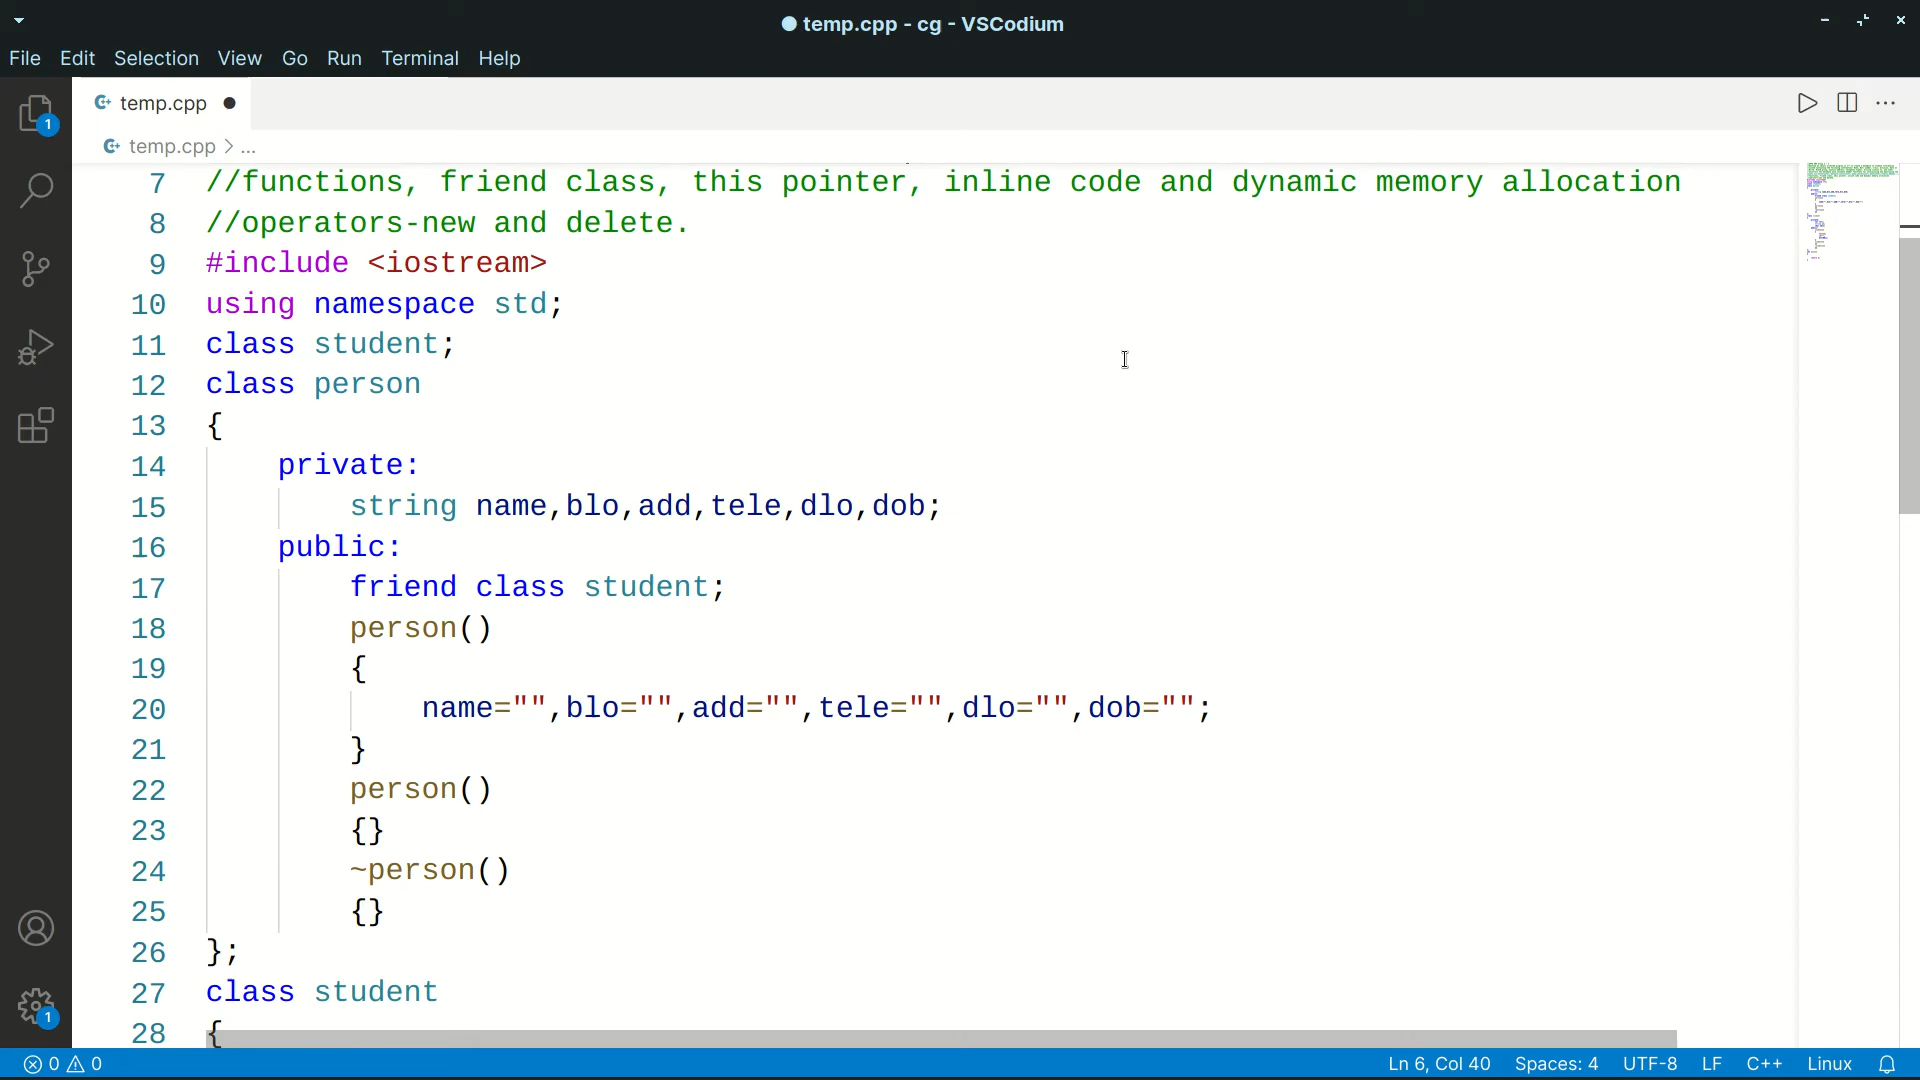 temp.cpp - cg - VSCodium
File Edit Selection View Go Run Terminal Help
temp.cpp
temp.cpp > ...
7 //functions, friend class, this pointer, inline code and dynamic memory allocation
8 //operators-new and delete.
9 #include <iostream>
10 using namespace std;
11 class student;
12 class person
13 {
14 private:
15 string name,blo,add,tele,dlo,dob;
16 public:
17 friend class student;
18 person()
19 {
20 name="",blo="",add="",tele="",dlo="",dob="";
21 }
22 person()
23 {}
24 ~person()
25 {}
26 };
27 class student
28 {
1
1
0 0 Ln 6, Col 40 Spaces: 4 UTF-8 LF C++ Linux